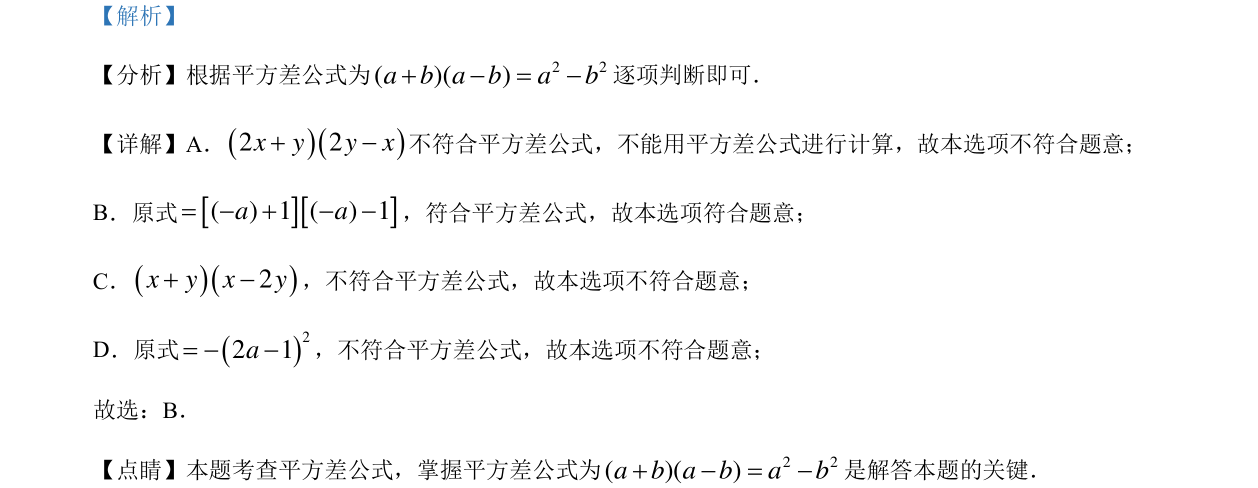 【解析】
【分析】根据平方差公式为(a+b)(a−b)=a²−b²逐项判断即可．
【详解】A．(2x+y)(2y−x)不符合平方差公式，不能用平方差公式进行计算，故本选项不符合题意；
B．原式=[(−a)+1][(−a)−1]，符合平方差公式，故本选项符合题意；
C．(x+y)(x−2y)，不符合平方差公式，故本选项不符合题意；
D．原式=−(2a−1)²，不符合平方差公式，故本选项不符合题意；
故选：B．
【点睛】本题考查平方差公式，掌握平方差公式为(a+b)(a−b)=a²−b²是解答本题的关键．